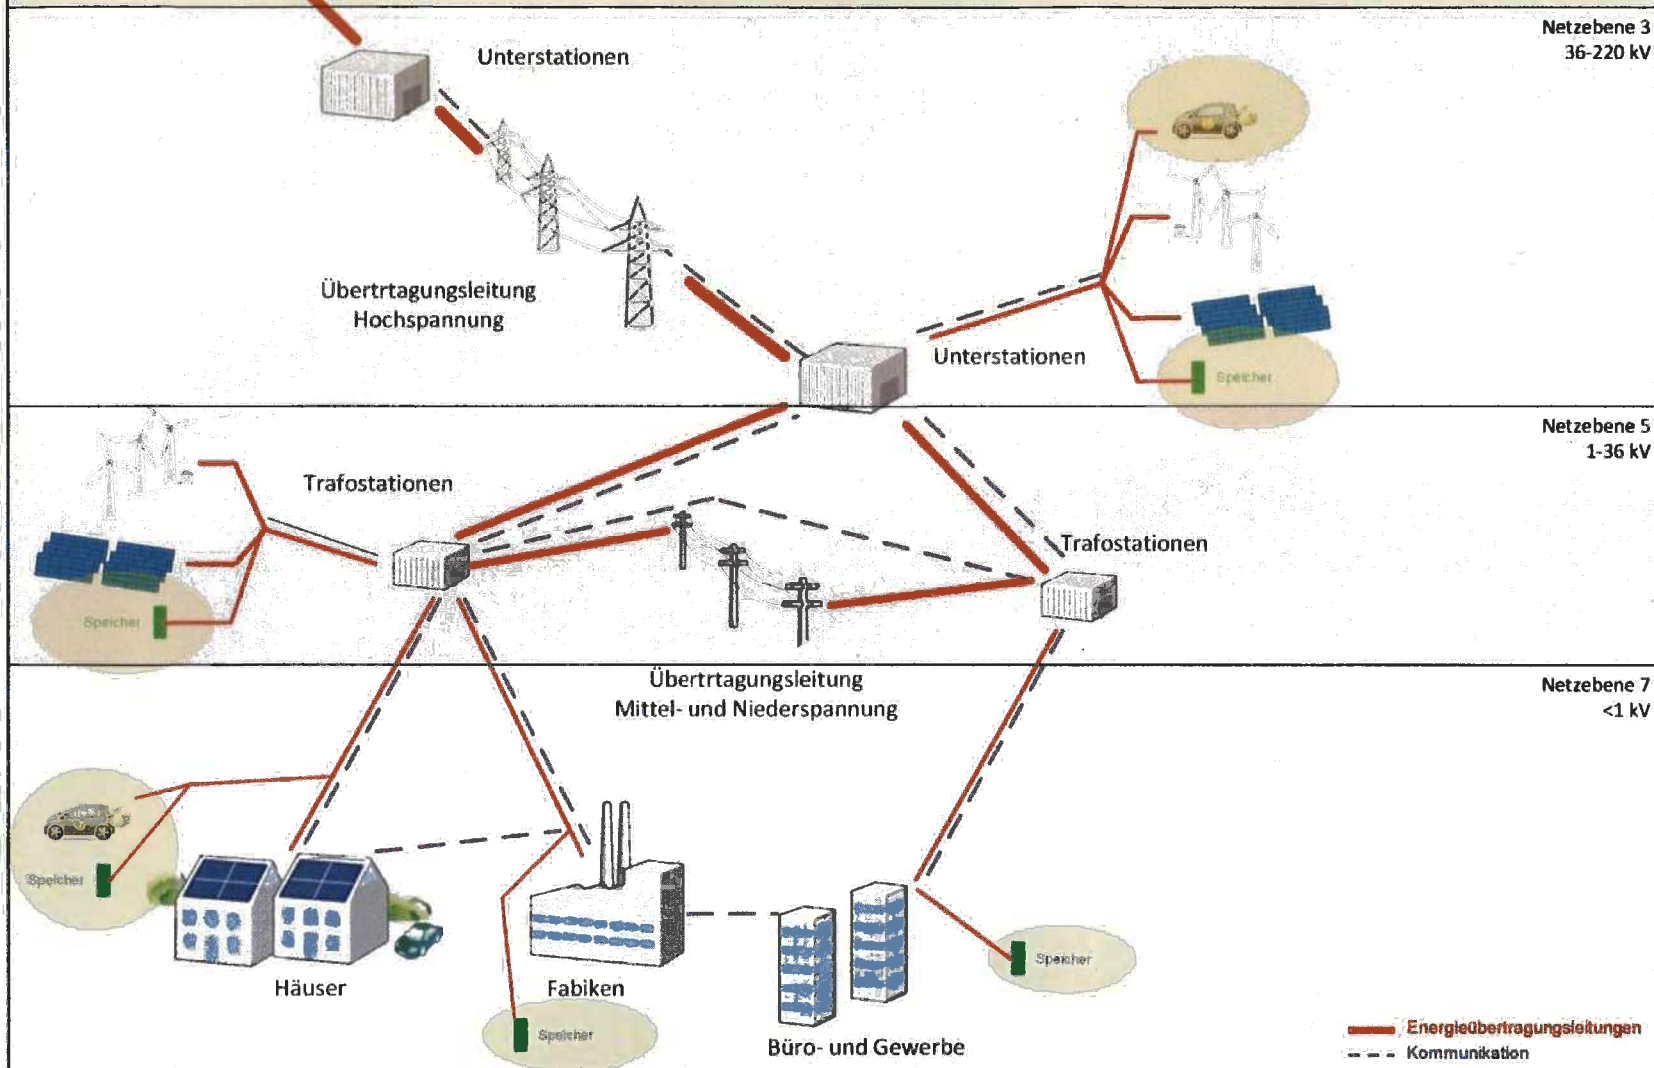 Netzebene 3
36-220 kV
Unterstationen
Übertrtagungsleitung
Hochspannung
Unterstationen
Speicher
Netzebene 5
1-36 kV
Trafostationen
Trafostationen
Speicher
Übertrtagungsleitung
Mittel- und Niederspannung
Netzebene 7
<1 kV
Speicher
Häuser
Fabiken
Speicher
Büro- und Gewerbe
Speicher
Energieübertragungsleitungen
Kommunikation